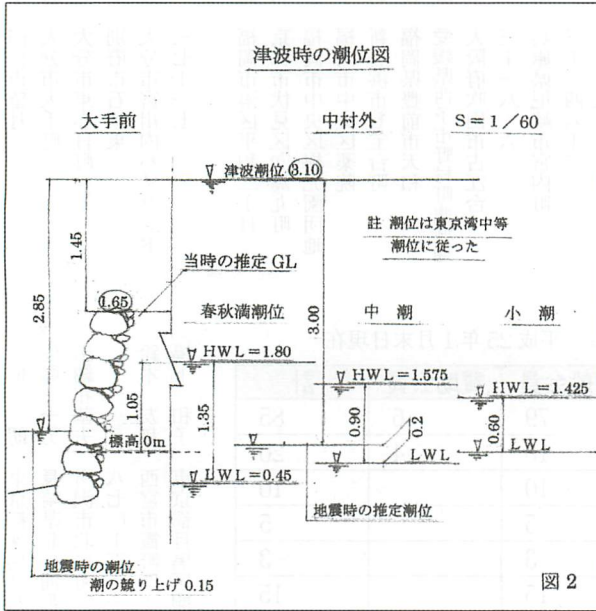 津波時の潮位図
大手前
中村外
S＝1／60
津波潮位 3.10
註 潮位は東京湾中等
潮位に従った
1.45
当時の推定 GL
2.85
1.65
春秋満潮位
3.00
中 潮
小 潮
HWL＝1.80
HWL＝1.575
HWL＝1.425
1.05
1.35
0.90
0.2
0.60
標高 0m
LWL
LWL
LWL＝0.45
地震時の推定潮位
地震時の潮位
潮の競り上げ 0.15
図 2